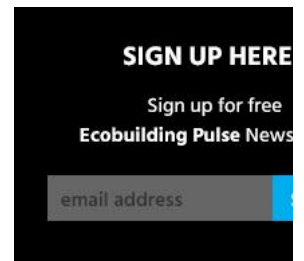 SIGN UP HERE
Sign up for free
Ecobuilding Pulse News
email address